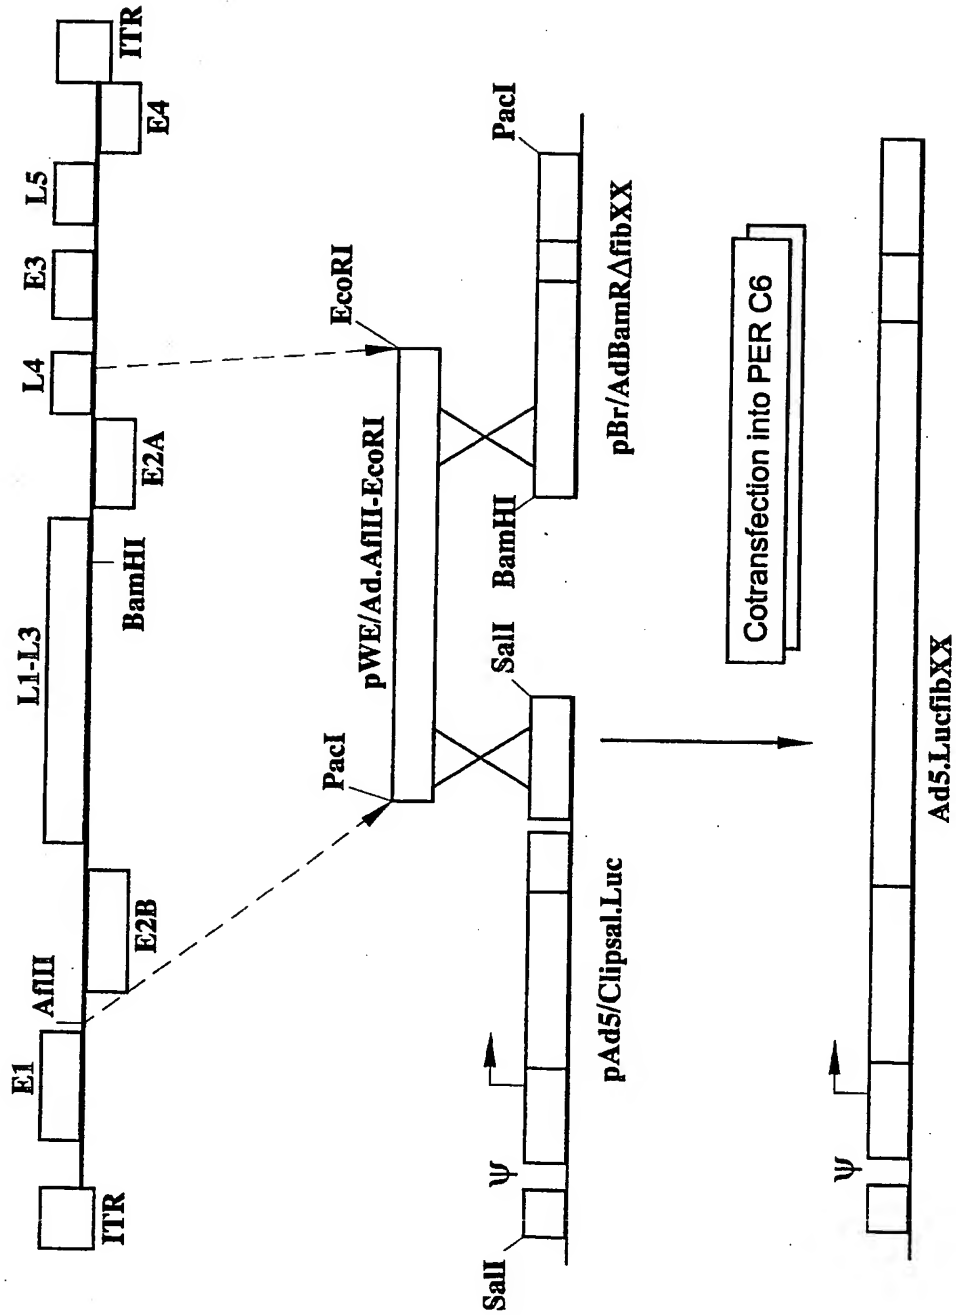 ITR
E1
AflII
E2B
L1-L3
BamHI
E2A
L4
E3
L5
E4
ITR
PacI
pWE/Ad.AflII-EcoRI
EcoRI
SalI
ψ
pAd5/Clipsal.Luc
SalI
BamHI
pBr/AdBamRΔfibXX
PacI
Cotransfection into PER C6
ψ
Ad5.LucfibXX